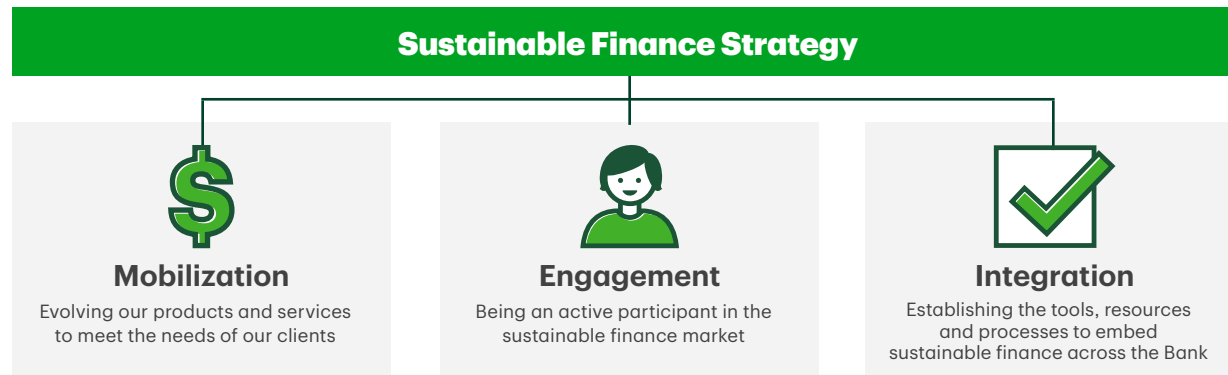 Sustainable Finance Strategy
Mobilization
Evolving our products and services
to meet the needs of our clients
Engagement
Being an active participant in the
sustainable finance market
Integration
Establishing the tools, resources
and processes to embed
sustainable finance across the Bank